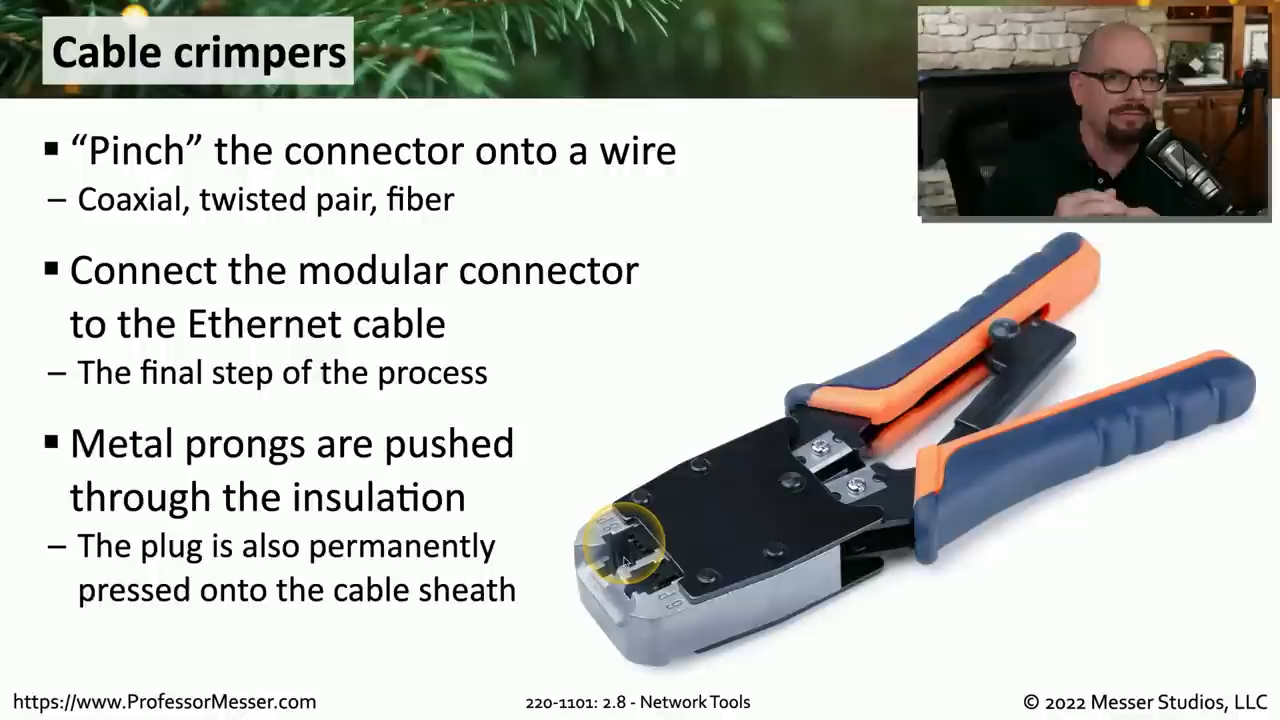 Cable crimpers
▪ “Pinch” the connector onto a wire
– Coaxial, twisted pair, fiber
▪ Connect the modular connector
to the Ethernet cable
– The final step of the process
▪ Metal prongs are pushed
through the insulation
– The plug is also permanently
pressed onto the cable sheath
https://www.ProfessorMesser.com
220-1101: 2.8 - Network Tools
© 2022 Messer Studios, LLC